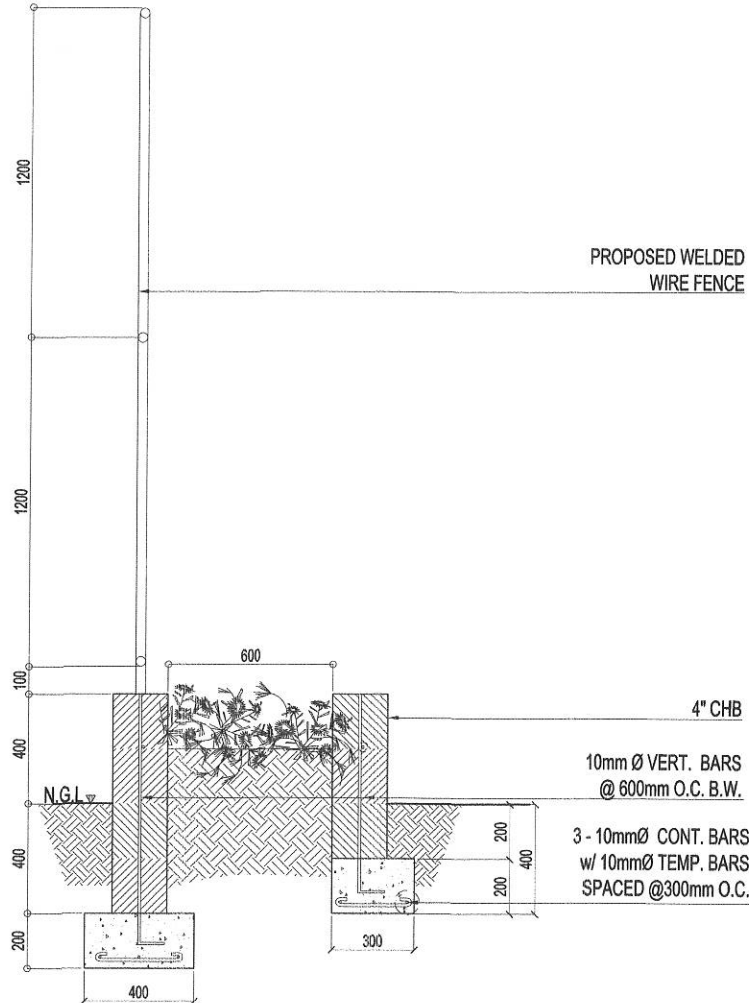 1200
PROPOSED WELDED
WIRE FENCE
1200
600
100
4" CHB
400
10mm Ø VERT. BARS
@ 600mm O.C. B.W.
N.G.L
200
400
3 - 10mmØ CONT. BARS
w/ 10mmØ TEMP. BARS
SPACED @300mm O.C.
400
200
200
300
400